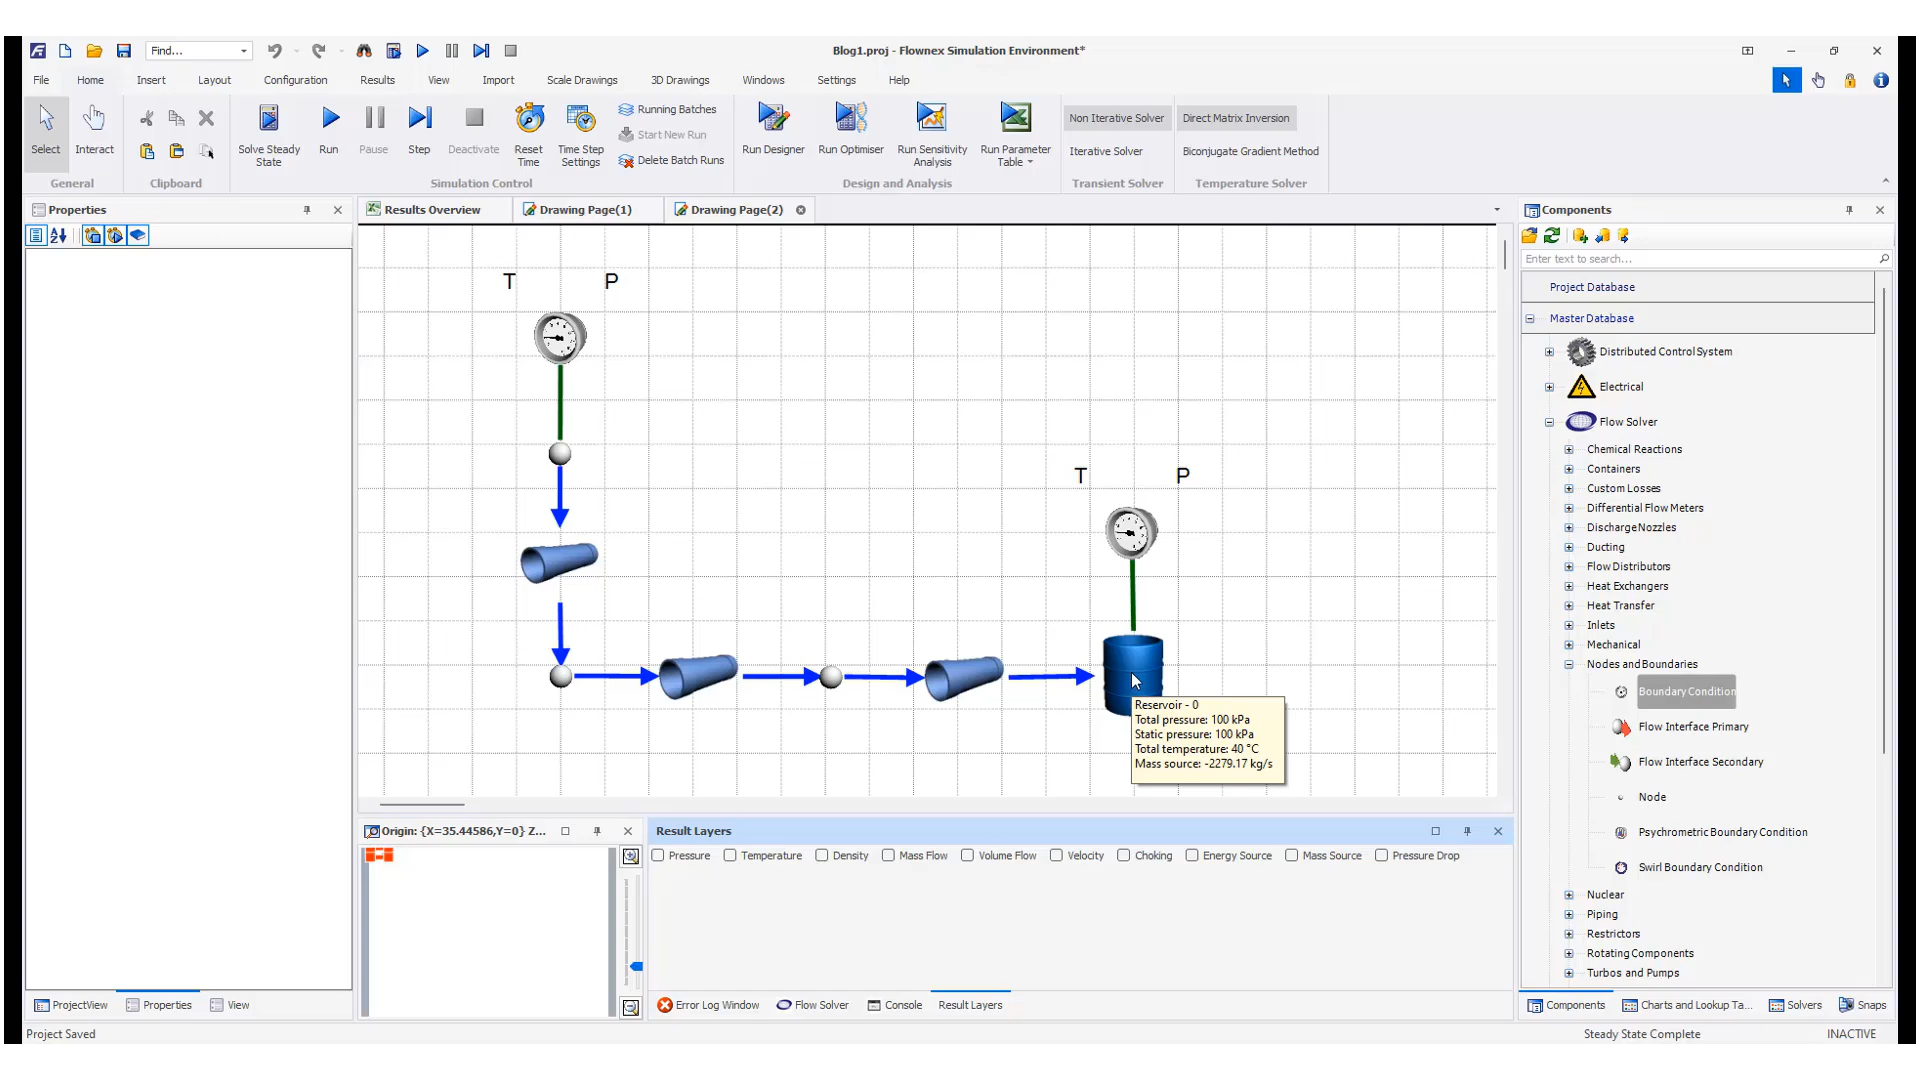 Find...
Blog1.proj - Flownex Simulation Environment*
File Home Insert Layout Configuration Results View Import Scale Drawings 3D Drawings Windows Settings Help
Select
Interact
General
Clipboard
Solve Steady
State
Run
Pause
Step
Deactivate
Reset
Time
Time Step
Settings
Running Batches
Start New Run
Delete Batch Runs
Simulation Control
Run Designer
Run Optimiser
Run Sensitivity
Analysis
Run Parameter
Table
Design and Analysis
Non Iterative Solver
Iterative Solver
Transient Solver
Direct Matrix Inversion
Biconjugate Gradient Method
Temperature Solver
Properties
Results Overview
Drawing Page(1)
Drawing Page(2)
T P
T P
Reservoir - 0
Total pressure: 100 kPa
Static pressure: 100 kPa
Total temperature: 40 °C
Mass source: -2279.17 kg/s
Components
Enter text to search...
Project Database
Master Database
Distributed Control System
Electrical
Flow Solver
Chemical Reactions
Containers
Custom Losses
Differential Flow Meters
Discharge Nozzles
Ducting
Flow Distributors
Heat Exchangers
Heat Transfer
Inlets
Mechanical
Nodes and Boundaries
Boundary Condition
Flow Interface Primary
Flow Interface Secondary
Node
Psychrometric Boundary Condition
Swirl Boundary Condition
Nuclear
Piping
Restrictors
Rotating Components
Turbos and Pumps
Origin: {X=35.44586,Y=0} Z...
Result Layers
Pressure Temperature Density Mass Flow Volume Flow Velocity Choking Energy Source Mass Source Pressure Drop
ProjectView Properties View
Error Log Window Flow Solver Console Result Layers
Components Charts and Lookup Ta... Solvers Snaps
Project Saved
Steady State Complete
INACTIVE